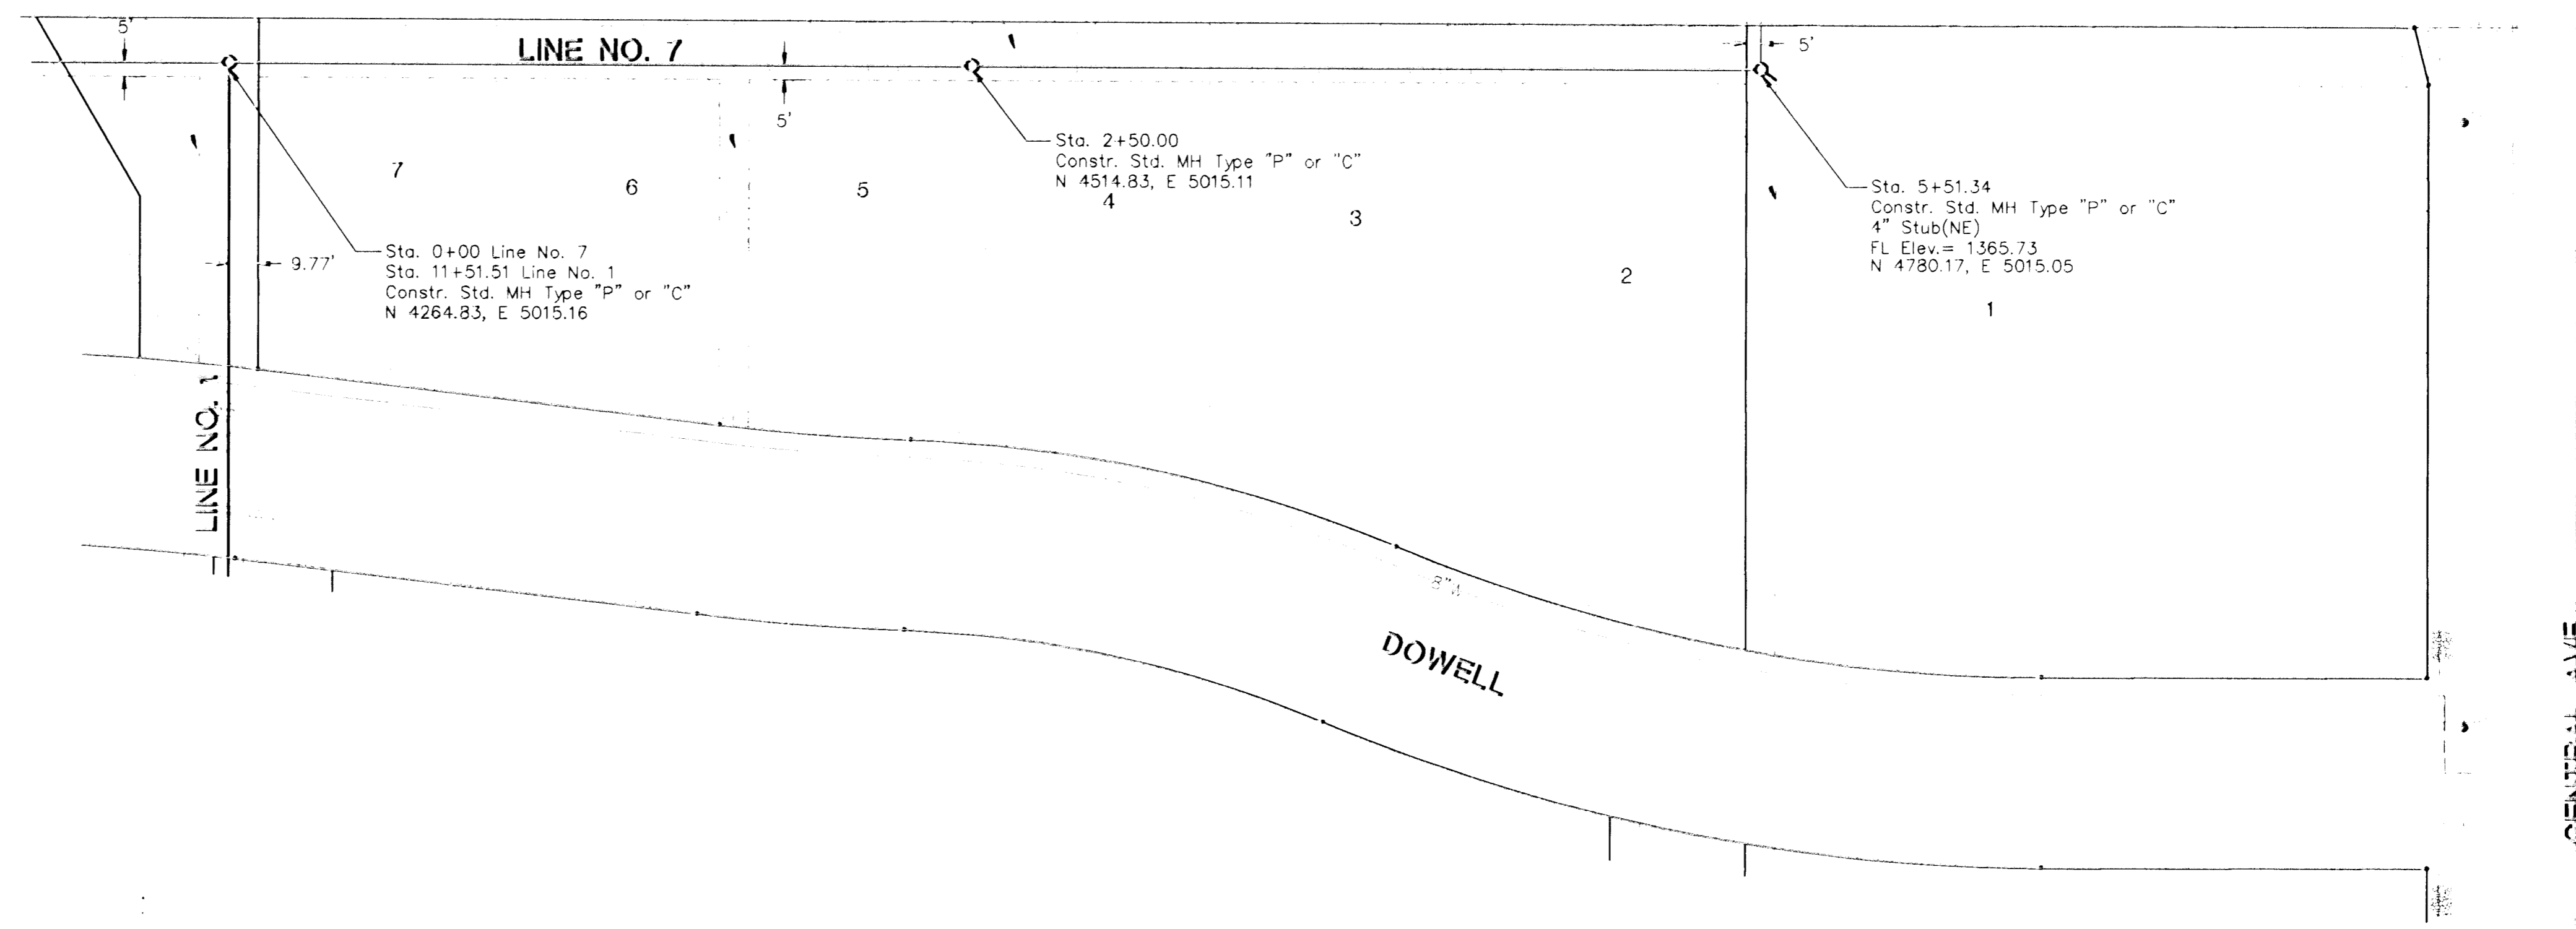 5'
LINE NO. 7
5'
5'
Sta. 2+50.00
Constr. Std. MH Type "P" or "C"
N 4514.83, E 5015.11
7
6
5
4
3
2
1
Sta. 5+51.34
Constr. Std. MH Type "P" or "C"
4" Stub(NE)
FL Elev.= 1365.73
N 4780.17, E 5015.05
Sta. 0+00 Line No. 7
Sta. 11+51.51 Line No. 1
Constr. Std. MH Type "P" or "C"
N 4264.83, E 5015.16
9.77'
LINE NO. 1
8"W
DOWELL
CENTRAL AVE